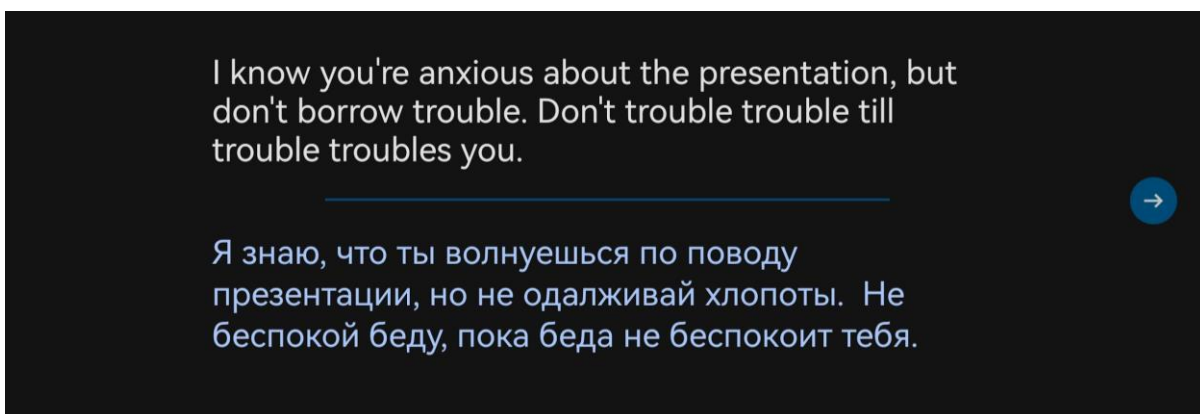 I know you're anxious about the presentation, but
don't borrow trouble. Don't trouble trouble till
trouble troubles you.
Я знаю, что ты волнуешься по поводу
презентации, но не одалживай хлопоты.  Не
беспокой беду, пока беда не беспокоит тебя.